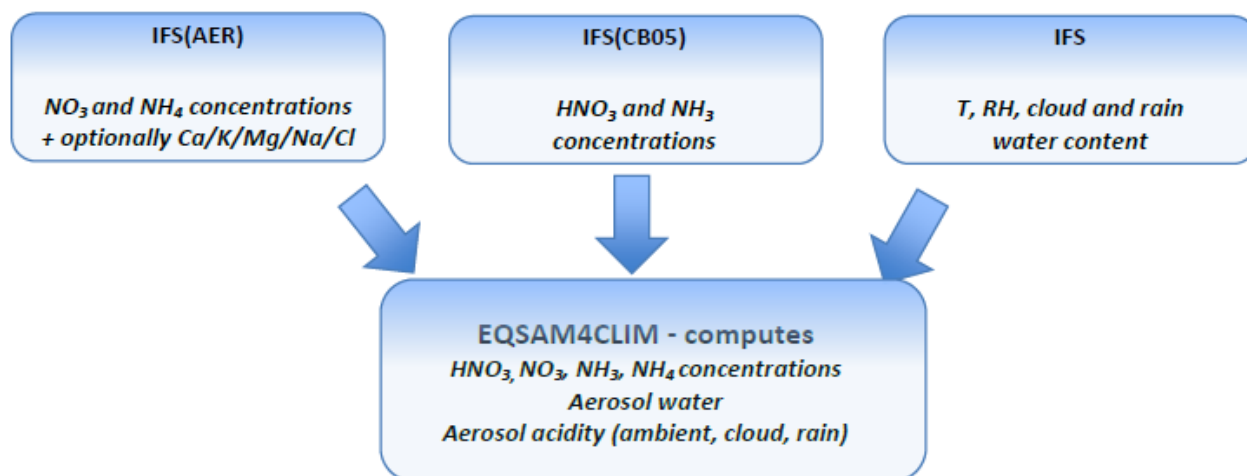 IFS(AER)
NO₃ and NH₄ concentrations
+ optionally Ca/K/Mg/Na/Cl
IFS(CB05)
HNO₃ and NH₃
concentrations
IFS
T, RH, cloud and rain
water content
EQSAM4CLIM - computes
HNO₃, NO₃, NH₃, NH₄ concentrations
Aerosol water
Aerosol acidity (ambient, cloud, rain)